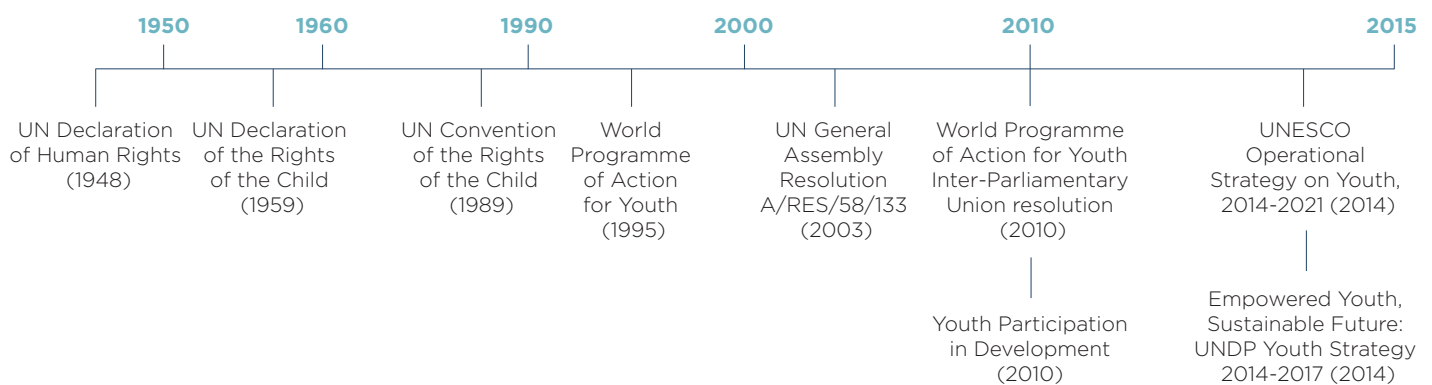 1950
1960
1990
2000
2010
2015
UN Declaration
of Human Rights
(1948)
UN Declaration
of the Rights
of the Child
(1959)
UN Convention
of the Rights
of the Child
(1989)
World
Programme
of Action
for Youth
(1995)
UN General
Assembly
Resolution
A/RES/58/133
(2003)
World Programme
of Action for Youth
Inter-Parliamentary
Union resolution
(2010)
Youth Participation
in Development
(2010)
UNESCO
Operational
Strategy on Youth,
2014-2021 (2014)
Empowered Youth,
Sustainable Future:
UNDP Youth Strategy
2014-2017 (2014)